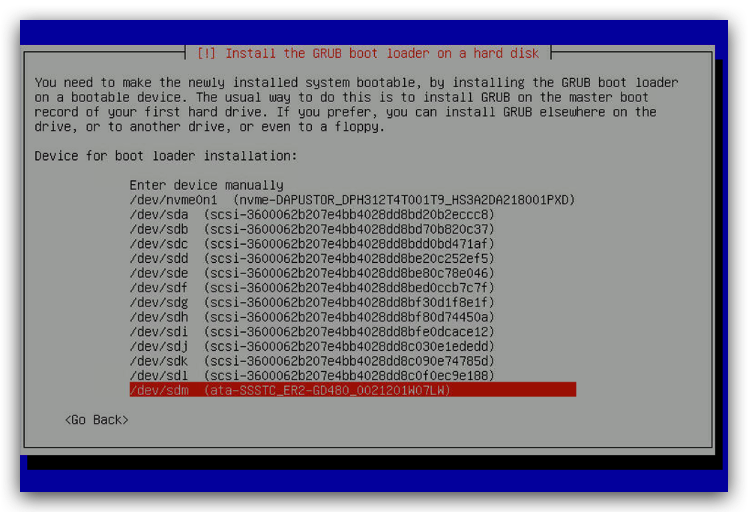 [!] Install the GRUB boot loader on a hard disk
You need to make the newly installed system bootable, by installing the GRUB boot loader
on a bootable device. The usual way to do this is to install GRUB on the master boot
record of your first hard drive. If you prefer, you can install GRUB elsewhere on the
drive, or to another drive, or even to a floppy.
Device for boot loader installation:
Enter device manually
/dev/nvme0n1 (nvme-DAPUSTOR_DPH312T4T001T9_HS3A2DA218001PXD)
/dev/sda (scsi-3600062b207e4bb4028dd8bd20b2eccc8)
/dev/sdb (scsi-3600062b207e4bb4028dd8bd70b820c37)
/dev/sdc (scsi-3600062b207e4bb4028dd8bdd0bd471af)
/dev/sdd (scsi-3600062b207e4bb4028dd8be20c252ef5)
/dev/sde (scsi-3600062b207e4bb4028dd8be80c78e046)
/dev/sdf (scsi-3600062b207e4bb4028dd8bed0ccb7c7f)
/dev/sdg (scsi-3600062b207e4bb4028dd8bf30d1f8e1f)
/dev/sdh (scsi-3600062b207e4bb4028dd8bf80d74450a)
/dev/sdi (scsi-3600062b207e4bb4028dd8bfe0dcace12)
/dev/sdj (scsi-3600062b207e4bb4028dd8c030e1ededd)
/dev/sdk (scsi-3600062b207e4bb4028dd8c090e74785d)
/dev/sdl (scsi-3600062b207e4bb4028dd8c0f0ec9e188)
/dev/sdm (ata-SSSTC_ER2-GD480_0021201W07LW)
<Go Back>